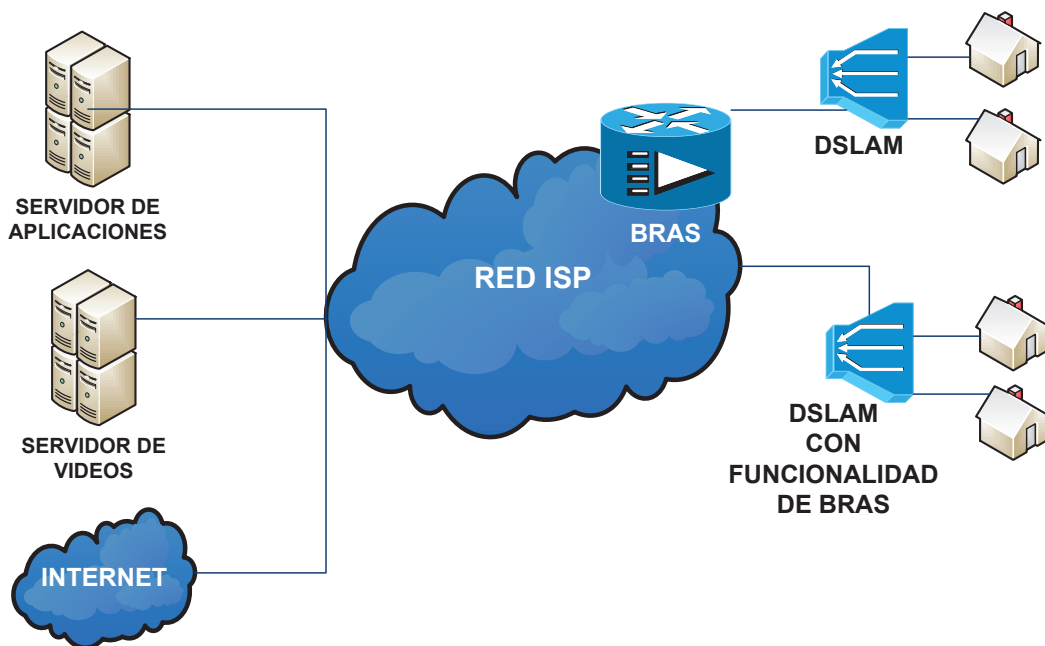 SERVIDOR DE
APLICACIONES
SERVIDOR DE
VIDEOS
INTERNET
RED ISP
BRAS
DSLAM
DSLAM
CON
FUNCIONALIDAD
DE BRAS